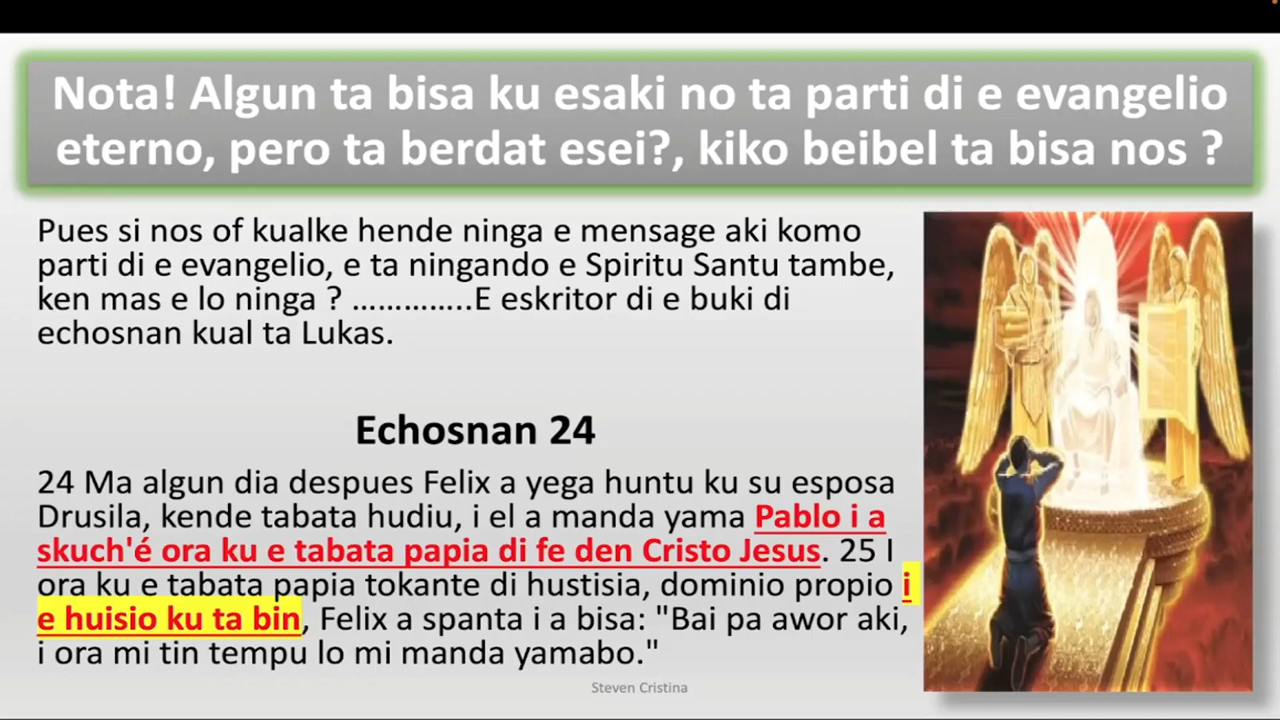 Nota! Algun ta bisa ku esaki no ta parti di e evangelio
eterno, pero ta berdat esei?, kiko beibel ta bisa nos ?
Pues si nos of kualke hende ninga e mensage aki komo
parti di e evangelio, e ta ningando e Spiritu Santu tambe,
ken mas e lo ninga ? …………..E eskritor di e buki di
echosnan kual ta Lukas.
Echosnan 24
24 Ma algun dia despues Felix a yega huntu ku su esposa
Drusila, kende tabata hudiu, i el a manda yama Pablo i a
skuch'é ora ku e tabata papia di fe den Cristo Jesus. 25 I
ora ku e tabata papia tokante di hustisia, dominio propio i
e huisio ku ta bin, Felix a spanta i a bisa: "Bai pa awor aki,
i ora mi tin tempu lo mi manda yamabo."
Steven Cristina